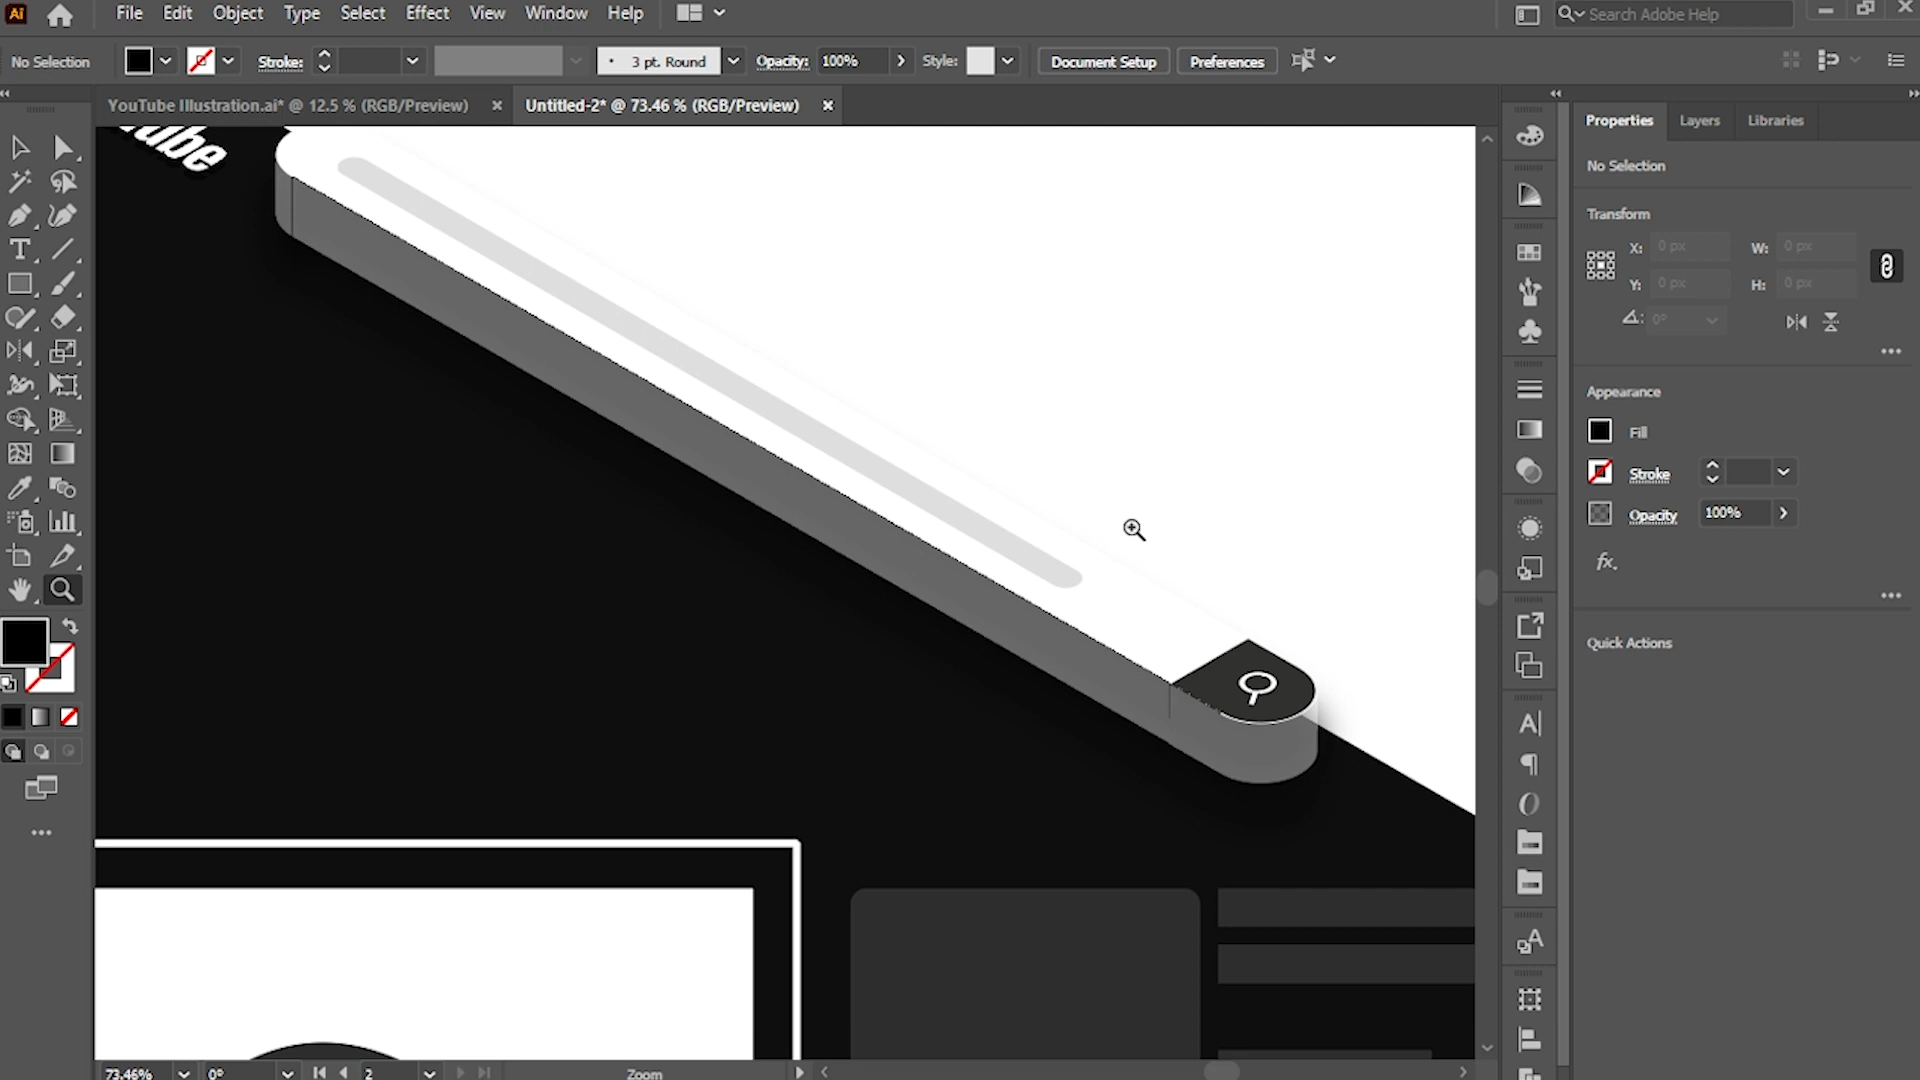 Ai File Edit Object Type Select Effect View Window Help Search Adobe Help
No Selection Stroke: 3 pt. Round Opacity: 100% Style: Document Setup Preferences
YouTube Illustration.ai* @ 12.5 % (RGB/Preview) × Untitled-2* @ 73.46 % (RGB/Preview) ×
Properties Layers Libraries
No Selection
Transform
X: 0 px W: 0 px
Y: 0 px H: 0 px
0°
Appearance
Fill
Stroke
Opacity 100%
fx.
Quick Actions
73.46% 0° 2 Zoom